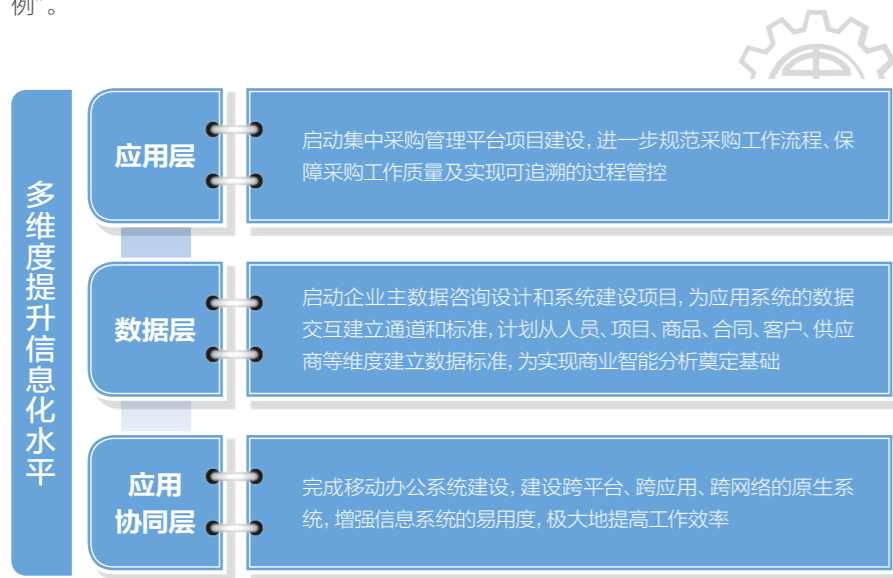 例”。
多维度提升信息化水平
应用层
启动集中采购管理平台项目建设，进一步规范采购工作流程、保
障采购工作质量及实现可追溯的过程管控
数据层
启动企业主数据咨询设计和系统建设项目，为应用系统的数据
交互建立通道和标准，计划从人员、项目、商品、合同、客户、供应
商等维度建立数据标准，为实现商业智能分析奠定基础
应用
协同层
完成移动办公系统建设，建设跨平台、跨应用、跨网络的原生系
统，增强信息系统的易用度，极大地提高工作效率